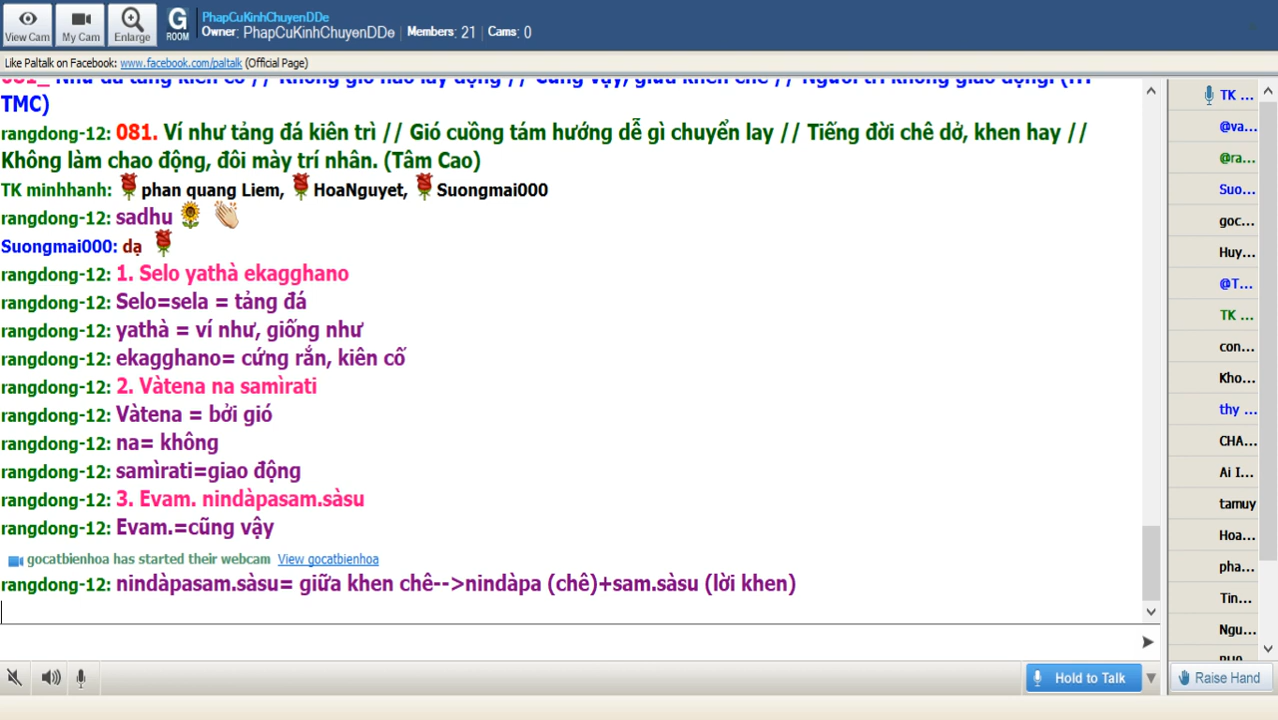 PhapCuKinhChuyenDDe
Owner: PhapCuKinhChuyenDDe Members: 21 Cams: 0
View Cam My Cam Enlarge G ROOM
Like Paltalk on Facebook: www.facebook.com/paltalk (Official Page)
TMC)
rangdong-12: 081. Ví như tảng đá kiên trì // Gió cuồng tám hướng dễ gì chuyển lay // Tiếng đời chê dở, khen hay //
Không làm chao động, đôi mày trí nhân. (Tâm Cao)
TK minhhanh: phan quang Liem, HoaNguyet, Suongmai000
rangdong-12: sadhu
Suongmai000: dạ
rangdong-12: 1. Selo yathà ekagghano
rangdong-12: Selo=sela = tảng đá
rangdong-12: yathà = ví như, giống như
rangdong-12: ekagghano= cứng rắn, kiên cố
rangdong-12: 2. Vàtena na samìrati
rangdong-12: Vàtena = bởi gió
rangdong-12: na= không
rangdong-12: samìrati=giao động
rangdong-12: 3. Evam. nindàpasam.sàsu
rangdong-12: Evam.=cũng vậy
gocatbienhoa has started their webcam View gocatbienhoa
rangdong-12: nindàpasam.sàsu= giữa khen chê-->nindàpa (chê)+sam.sàsu (lời khen)
TK ...
@va...
@ra...
Suo...
goc...
Huy...
@T...
TK ...
con...
Kho...
thy ...
CHA...
Ai I...
tamuy
Hoa...
pha...
Tin...
Ngu...
Hold to Talk
Raise Hand